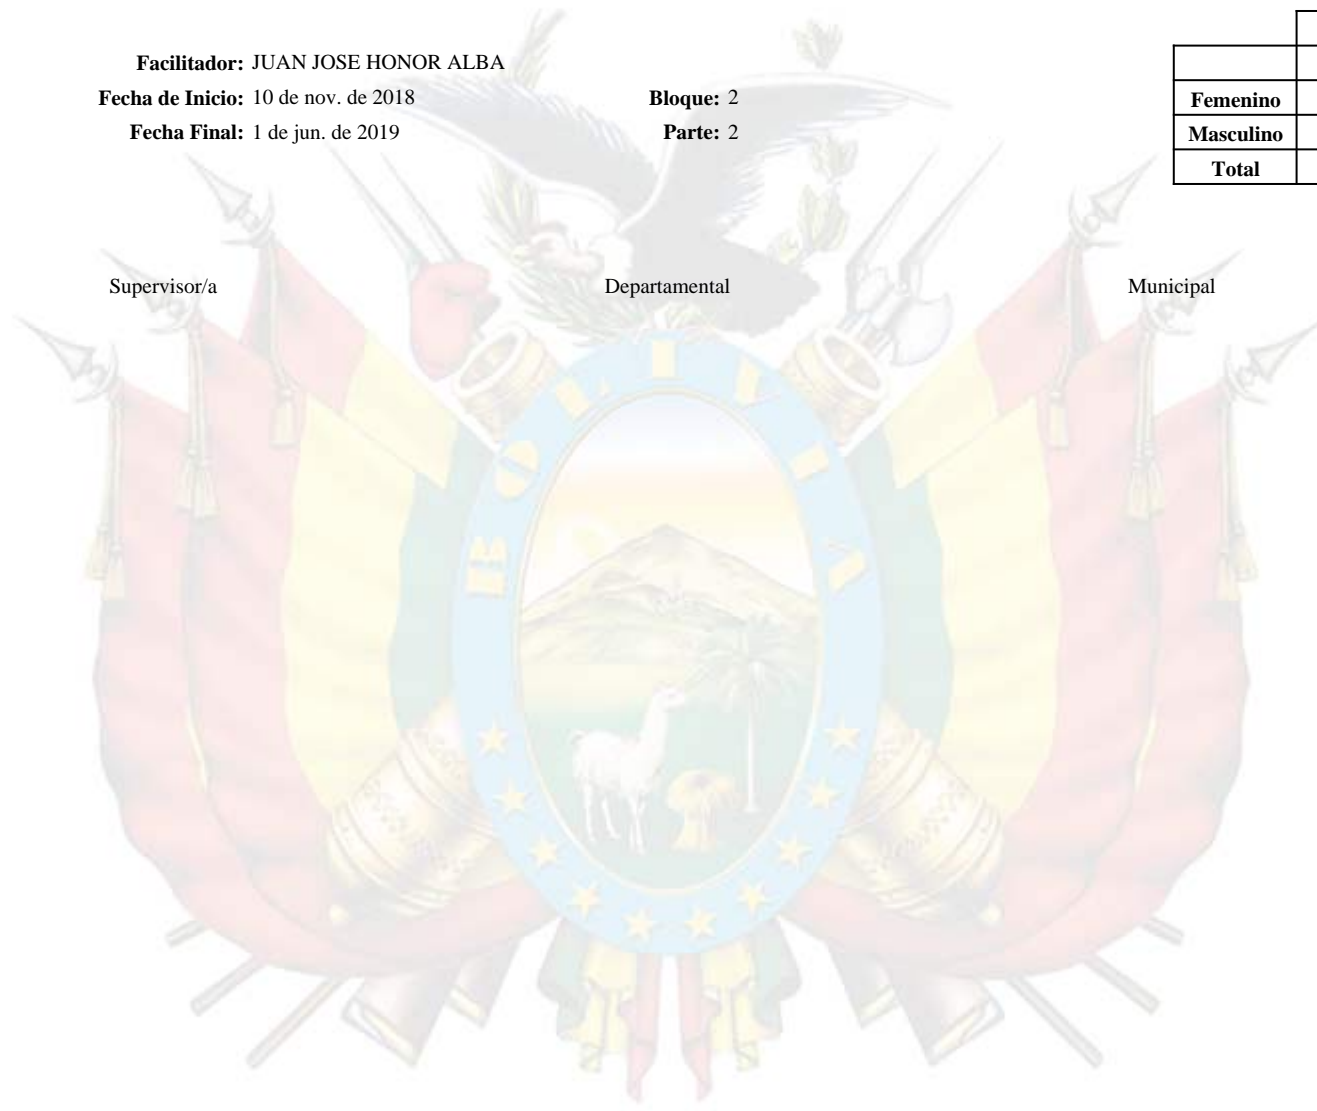 Facilitador: JUAN JOSE HONOR ALBA
Fecha de Inicio: 10 de nov. de 2018 Bloque: 2
Fecha Final: 1 de jun. de 2019 Parte: 2
Femenino
Masculino
Total
Supervisor/a Departamental Municipal
BOLIVIA